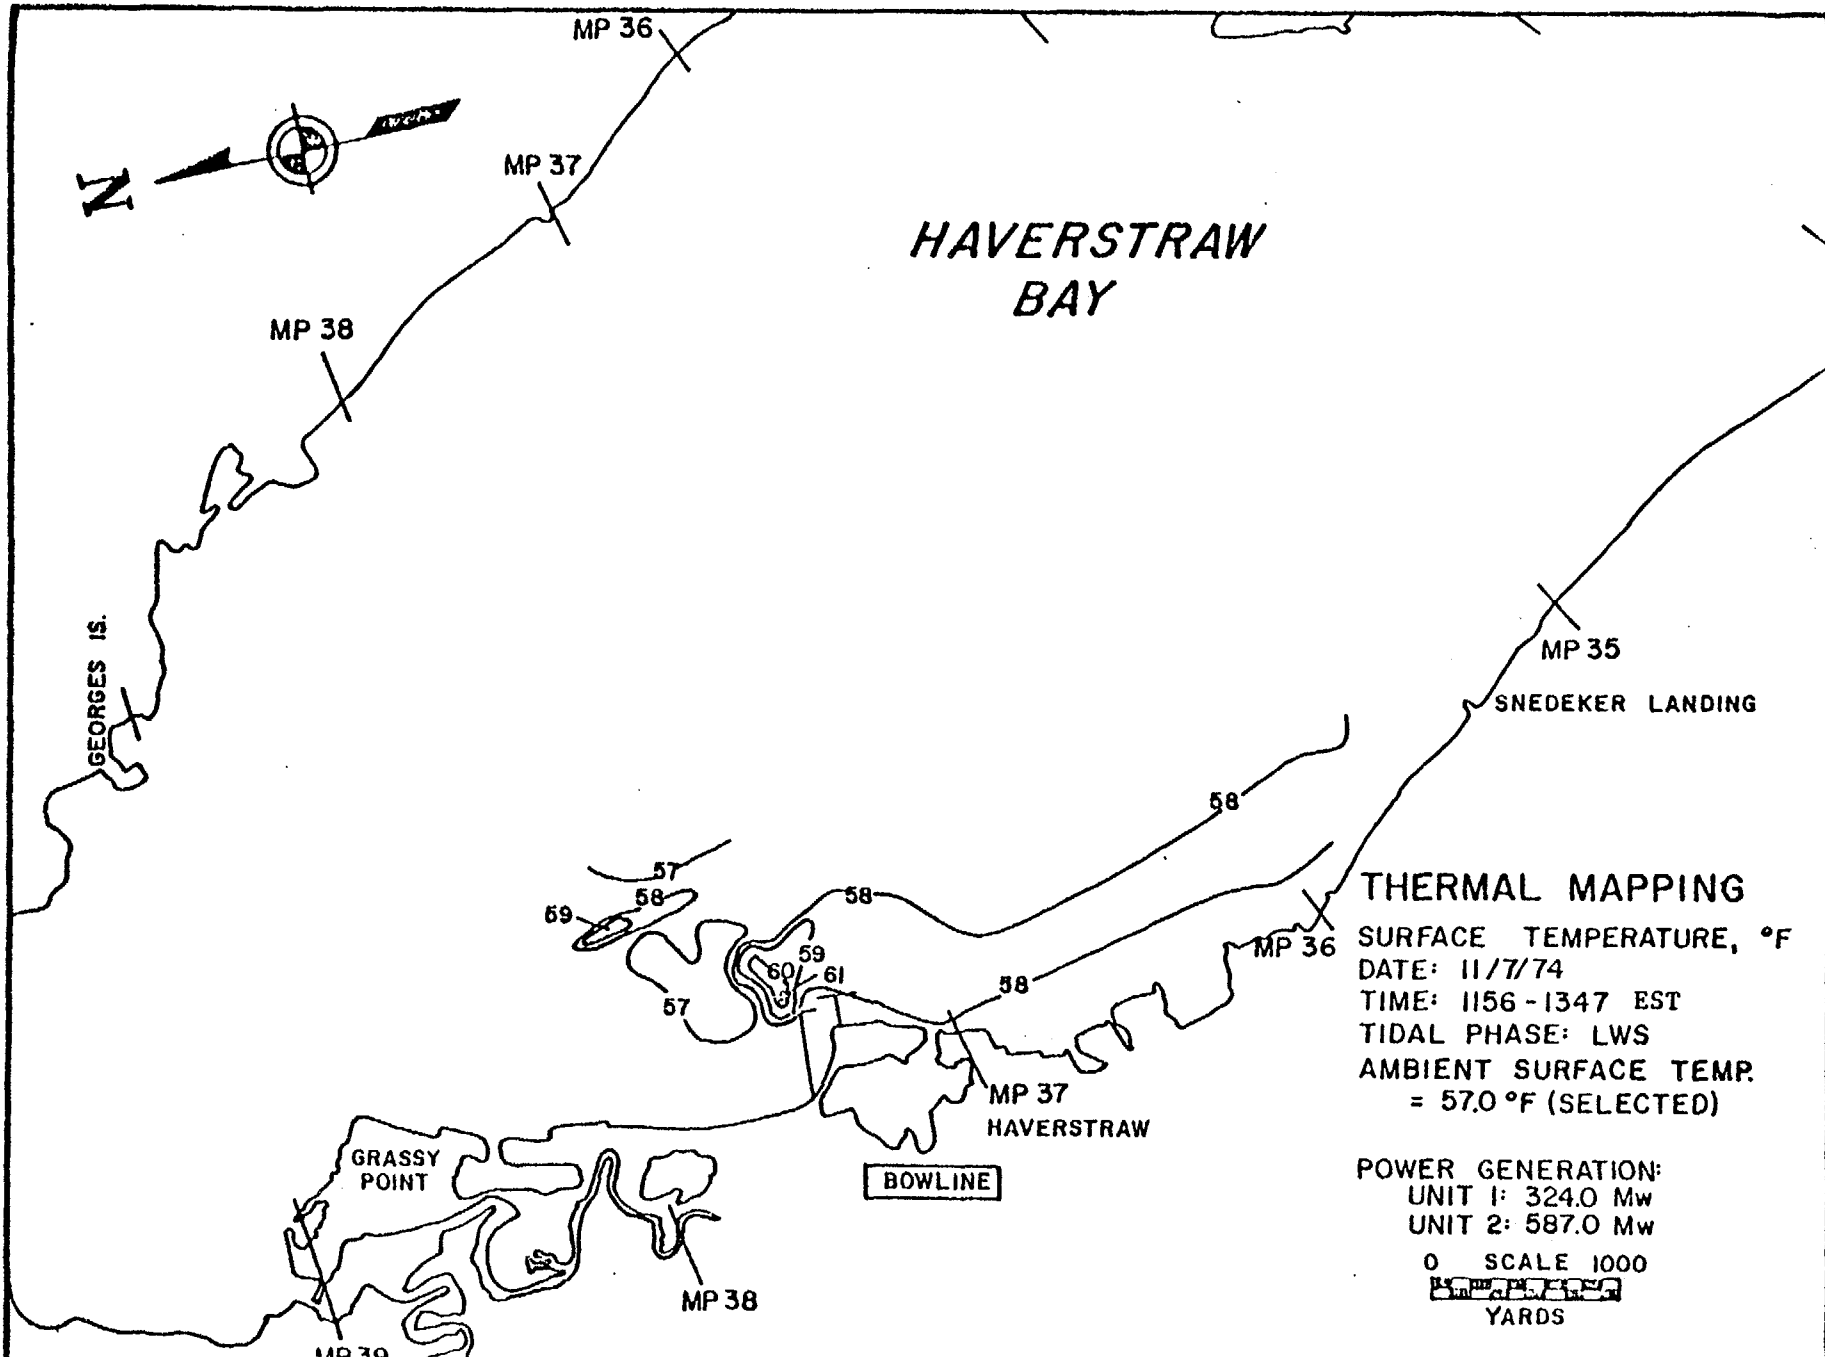 MP 36
MP 37
N
HAVERSTRAW
BAY
MP 38
GEORGES IS.
MP 35
SNEDEKER LANDING
58
57
58
59
58
59
60
61
57
58
MP 36
THERMAL MAPPING
SURFACE TEMPERATURE, °F
DATE: 11/7/74
TIME: 1156-1347 EST
TIDAL PHASE: LWS
AMBIENT SURFACE TEMP.
= 57.0 °F (SELECTED)
MP 37
HAVERSTRAW
GRASSY
POINT
BOWLINE
POWER GENERATION:
UNIT 1: 324.0 Mw
UNIT 2: 587.0 Mw
0 SCALE 1000
YARDS
MP 38
MP 39